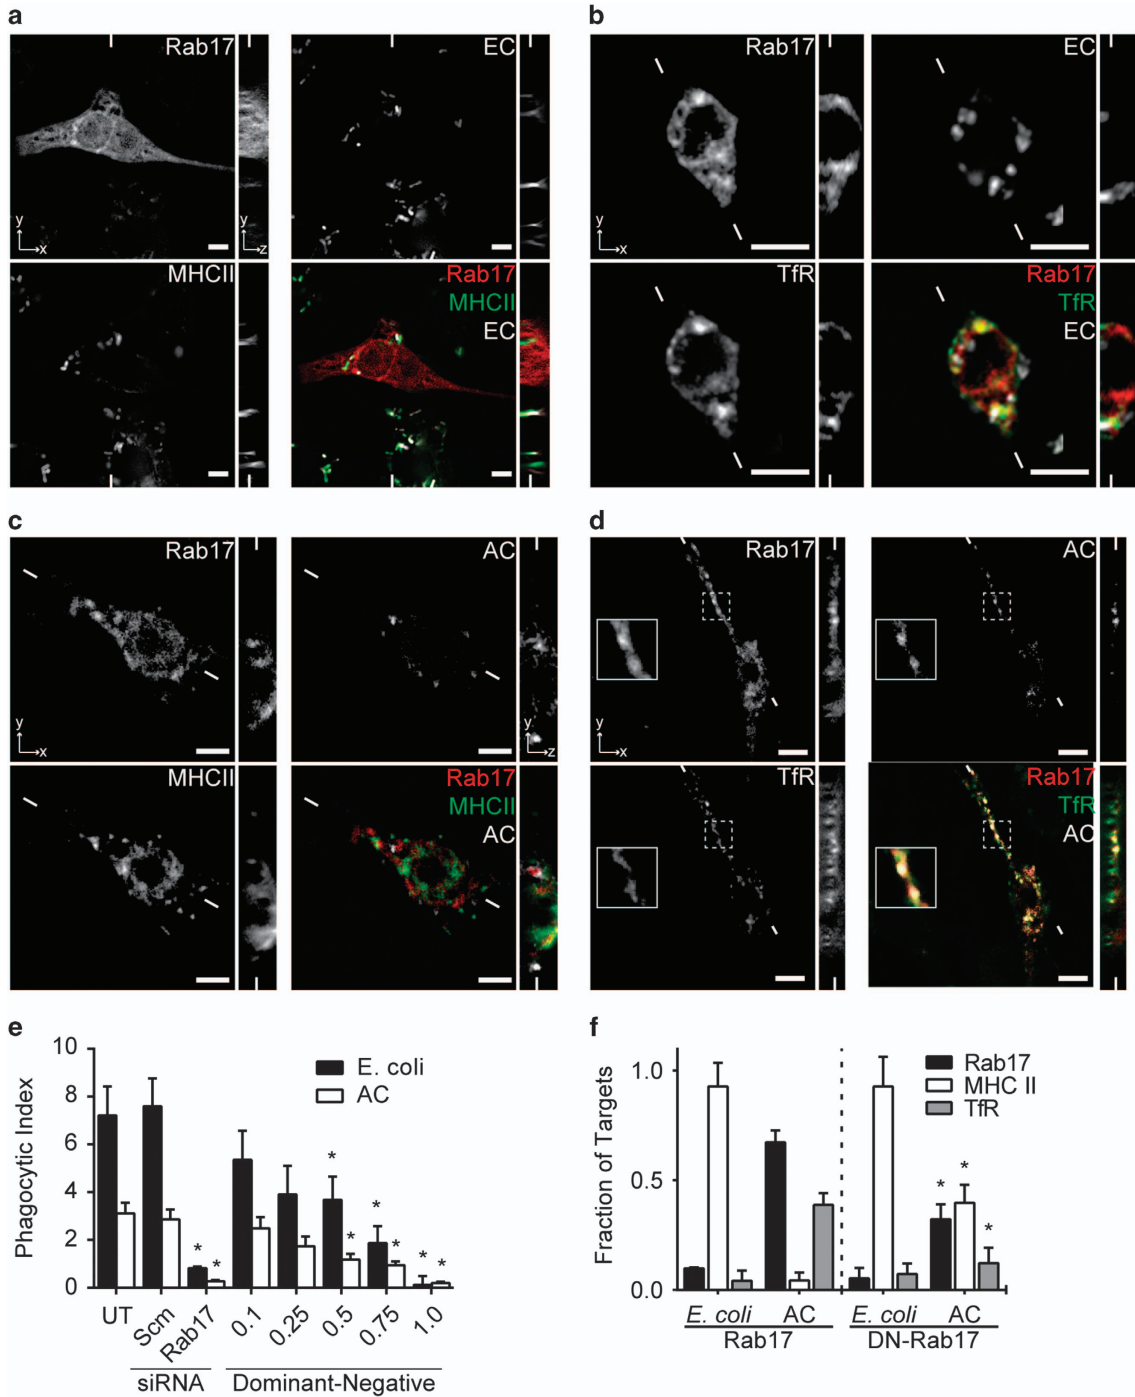 a
Rab17
EC
y
x
y
z
MHCII
Rab17
MHCII
EC
b
Rab17
EC
y
x
TfR
Rab17
TfR
EC
c
Rab17
AC
y
x
y
z
MHCII
Rab17
MHCII
AC
d
Rab17
AC
y
x
TfR
Rab17
TfR
AC
e
Phagocytic Index
10
8
6
4
2
0
E. coli
AC
* * * * * * * *
UT
Scm
Rab17
0.1
0.25
0.5
0.75
1.0
siRNA
Dominant-Negative
f
Fraction of Targets
1.0
0.5
0.0
Rab17
MHC II
TfR
* * *
E. coli AC E. coli AC
Rab17 DN-Rab17